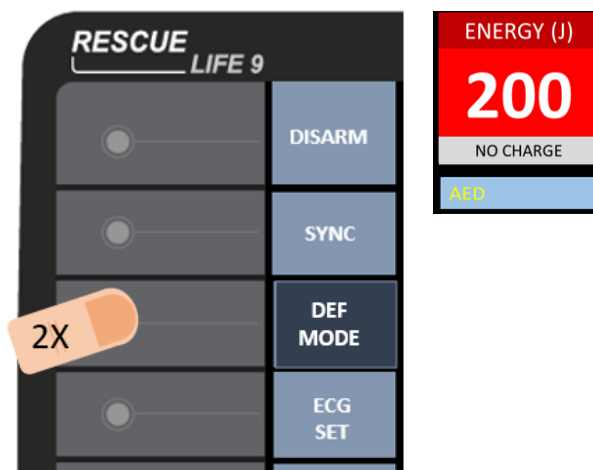 RESCUE
LIFE 9
DISARM
SYNC
DEF
MODE
ECG
SET
2X
ENERGY (J)
200
NO CHARGE
AED